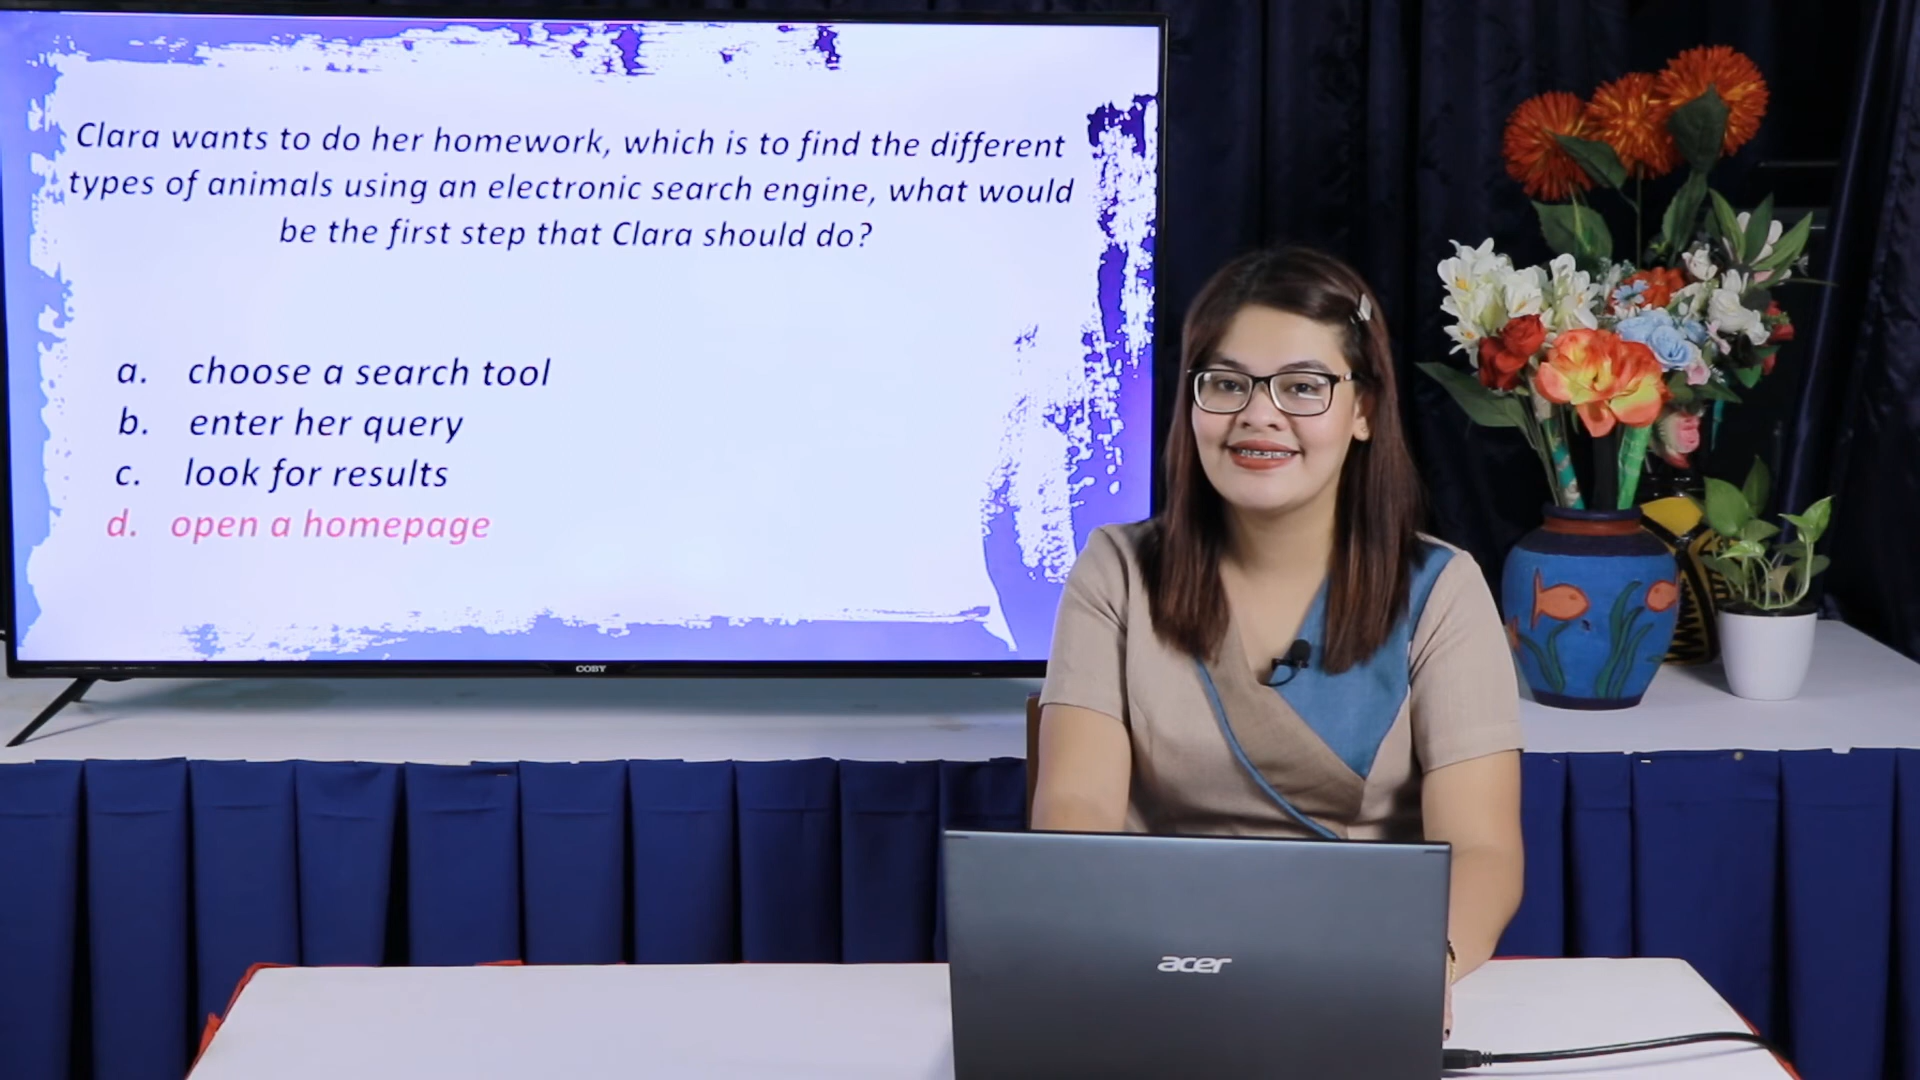 Clara wants to do her homework, which is to find the different
types of animals using an electronic search engine, what would
be the first step that Clara should do?
a. choose a search tool
b. enter her query
c. look for results
d. open a homepage
COBY
acer